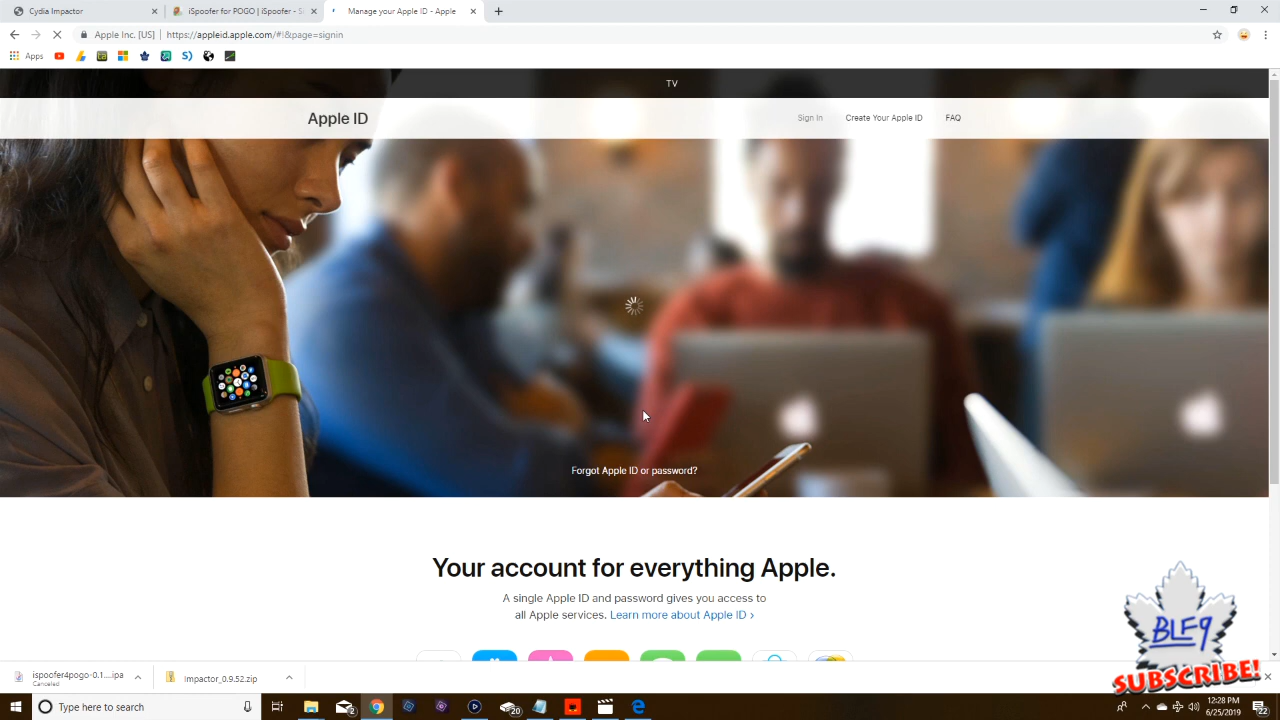 Cydia Impactor
iSpoofer for POGO | iSpoofer - S
Manage your Apple ID - Apple
Apple Inc. [US] | https://appleid.apple.com/#!&page=signin
Apps
TV
Apple ID
Sign In
Create Your Apple ID
FAQ
Forgot Apple ID or password?
Your account for everything Apple.
A single Apple ID and password gives you access to
all Apple services. Learn more about Apple ID >
BLF9
SUBSCRIBE!
ispoofer4pogo-0.1....ipa
Canceled
impactor_0.9.52.zip
Type here to search
2
20
12:28 PM
6/25/2019
22